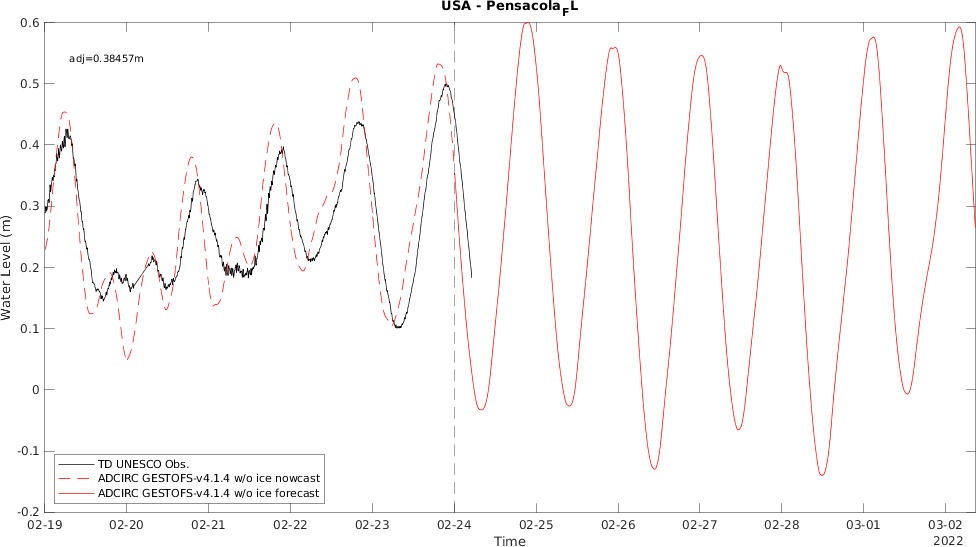 USA - Pensacola_FL
adj=0.38457m
0.6
0.5
0.4
0.3
0.2
0.1
0
-0.1
-0.2
Water Level (m)
TD UNESCO Obs.
ADCIRC GESTOFS-v4.1.4 w/o ice nowcast
ADCIRC GESTOFS-v4.1.4 w/o ice forecast
02-19 02-20 02-21 02-22 02-23 02-24 02-25 02-26 02-27 02-28 03-01 03-02
Time
2022